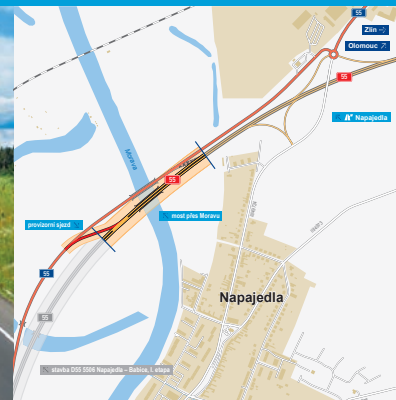 55
Zlín
Olomouc
55
Napajedla
Morava
55
most přes Moravu
provizorní sjezd
55
Napajedla
55
stavba D55 5506 Napajedla – Babice, I. etapa